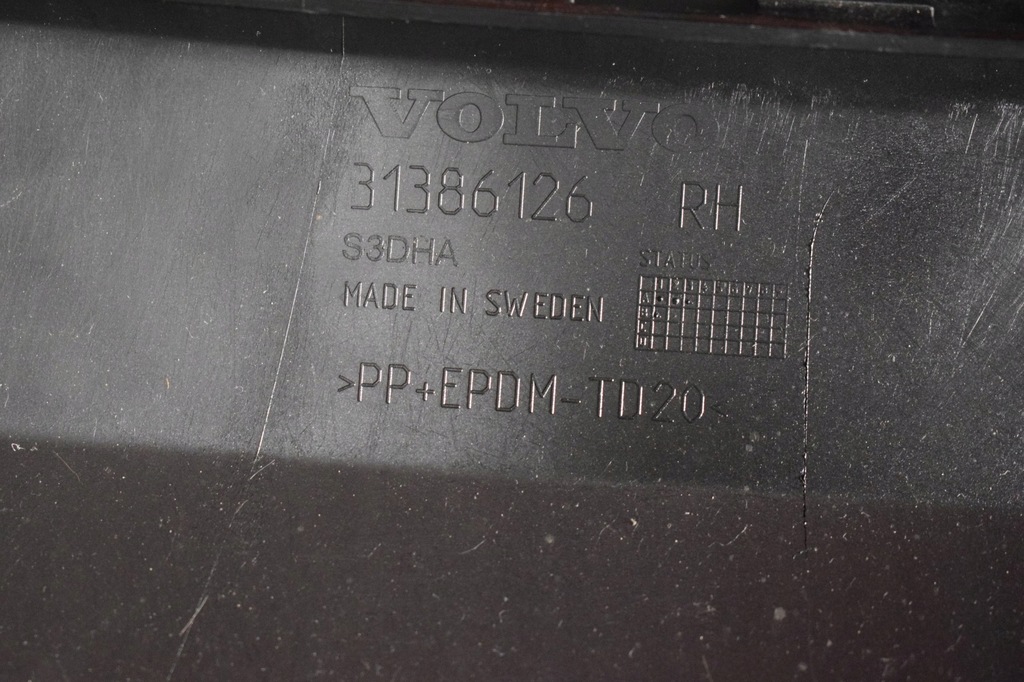 VOLVO
31386126 RH
S3DHA
STATUS
MADE IN SWEDEN
>PP+EPDM-TD20<